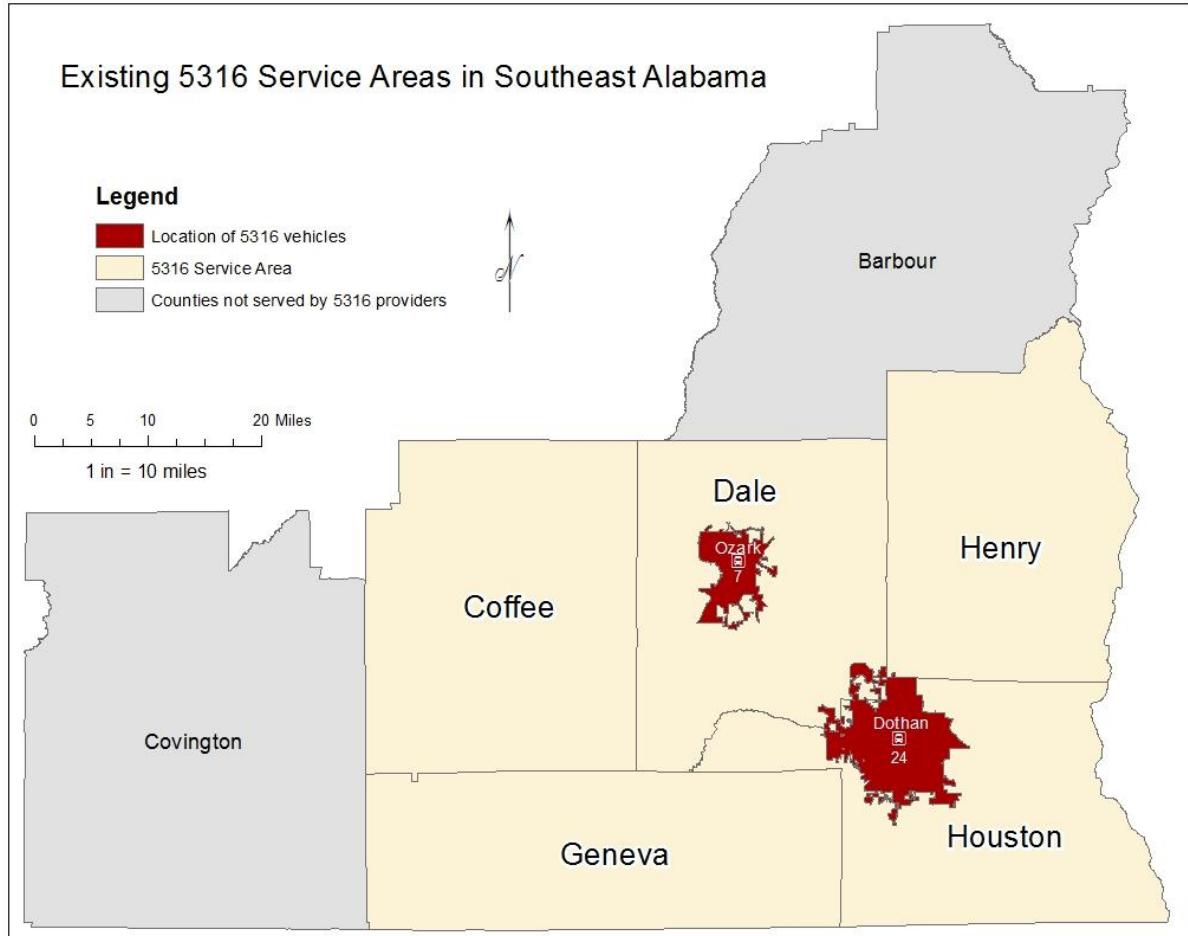 Existing 5316 Service Areas in Southeast Alabama
Legend
Location of 5316 vehicles
5316 Service Area
Counties not served by 5316 providers
N
0 5 10 20 Miles
1 in = 10 miles
Barbour
Dale
Ozark
7
Henry
Coffee
Covington
Dothan
24
Geneva
Houston